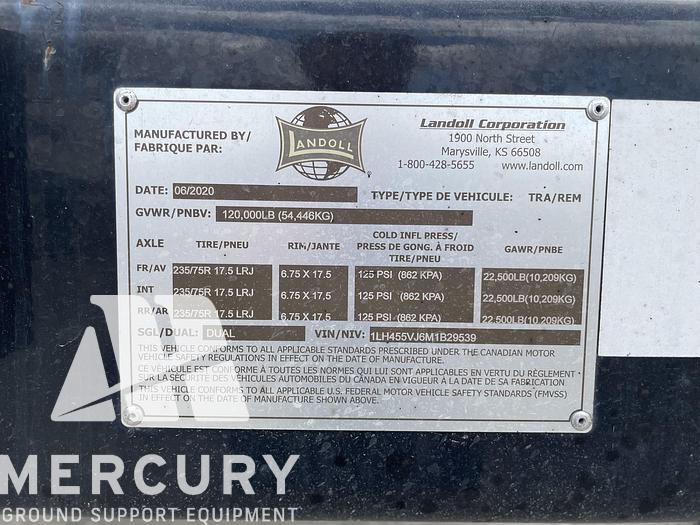 MANUFACTURED BY/
FABRIQUE PAR:
LANDOLL
Landoll Corporation
1900 North Street
Marysville, KS 66508
1-800-428-5655 www.landoll.com
DATE: 06/2020 TYPE/TYPE DE VEHICULE: TRA/REM
GVWR/PNBV: 120,000LB (54,446KG)
AXLE TIRE/PNEU RIM/JANTE COLD INFL PRESS/ PRESS DE GONG. À FROID TIRE/PNEU GAWR/PNBE
FR/AV 235/75R 17.5 LRJ 6.75 X 17.5 125 PSI (862 KPA) 22,500LB(10,209KG)
INT 235/75R 17.5 LRJ 6.75 X 17.5 125 PSI (862 KPA) 22,500LB(10,209KG)
RR/AR 235/75R 17.5 LRJ 6.75 X 17.5 125 PSI (862 KPA) 22,500LB(10,209KG)
SGL/DUAL: DUAL VIN/NIV: 1LH455VJ6M1B29539
THIS VEHICLE CONFORMS TO ALL APPLICABLE STANDARDS PRESCRIBED UNDER THE CANADIAN MOTOR
VEHICLE SAFETY REGULATIONS IN EFFECT ON THE DATE OF MANUFACTURE.
CE VÉHICULE EST CONFORME À TOUTES LES NORMES QUI LUI SONT APPLICABLES EN VERTU DU RÈGLEMENT
SUR LA SÉCURITÉ DES VÉHICULES AUTOMOBILES DU CANADA EN VIGUEUR À LA DATE DE SA FABRICATION
THIS VEHICLE CONFORMS TO ALL APPLICABLE U.S. FEDERAL MOTOR VEHICLE SAFETY STANDARDS (FMVSS)
IN EFFECT ON THE DATE OF MANUFACTURE SHOWN ABOVE.
MERCURY
GROUND SUPPORT EQUIPMENT